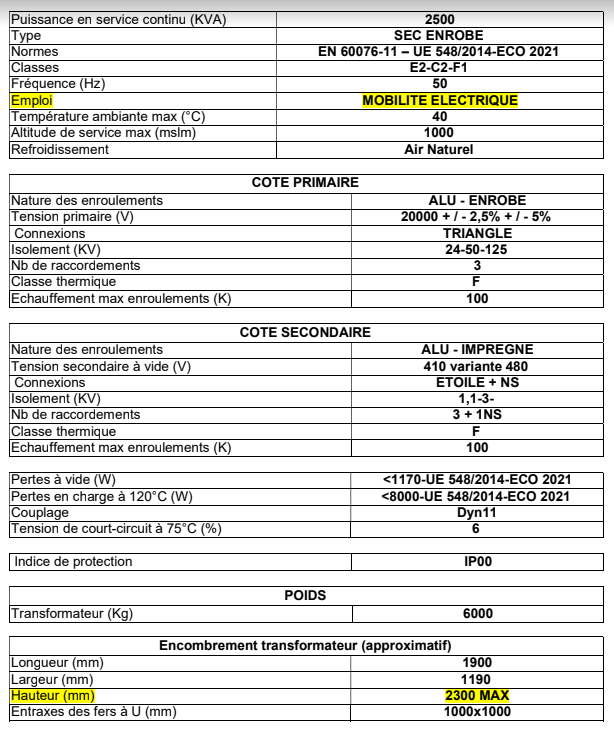 Puissance en service continu (KVA) 2500
Type SEC ENROBE
Normes EN 60076-11 – UE 548/2014-ECO 2021
Classes E2-C2-F1
Fréquence (Hz) 50
Emploi MOBILITE ELECTRIQUE
Température ambiante max (°C) 40
Altitude de service max (mslm) 1000
Refroidissement Air Naturel
COTE PRIMAIRE
Nature des enroulements ALU - ENROBE
Tension primaire (V) 20000 + / - 2,5% + / - 5%
Connexions TRIANGLE
Isolement (KV) 24-50-125
Nb de raccordements 3
Classe thermique F
Echauffement max enroulements (K) 100
COTE SECONDAIRE
Nature des enroulements ALU - IMPREGNE
Tension secondaire à vide (V) 410 variante 480
Connexions ETOILE + NS
Isolement (KV) 1,1-3-
Nb de raccordements 3 + 1NS
Classe thermique F
Echauffement max enroulements (K) 100
Pertes à vide (W) <1170-UE 548/2014-ECO 2021
Pertes en charge à 120°C (W) <8000-UE 548/2014-ECO 2021
Couplage Dyn11
Tension de court-circuit à 75°C (%) 6
Indice de protection IP00
POIDS
Transformateur (Kg) 6000
Encombrement transformateur (approximatif)
Longueur (mm) 1900
Largeur (mm) 1190
Hauteur (mm) 2300 MAX
Entraxes des fers à U (mm) 1000x1000